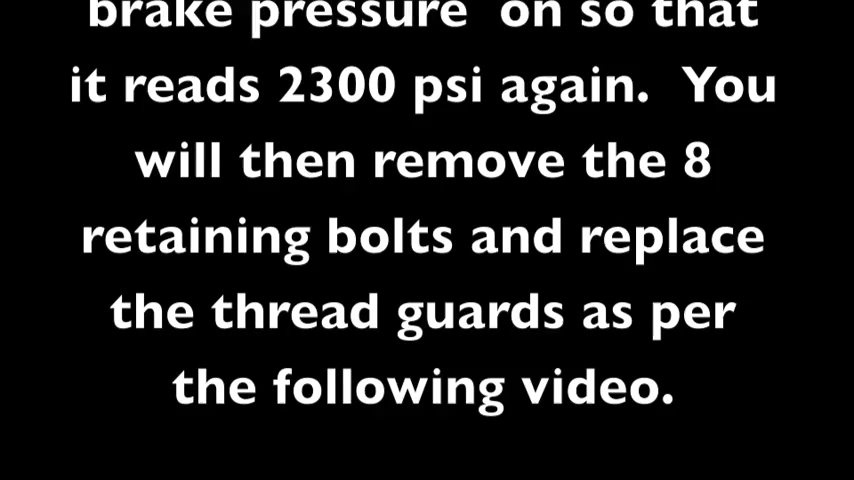 brake pressure  on so that
it reads 2300 psi again.  You
will then remove the 8
retaining bolts and replace
the thread guards as per
the following video.